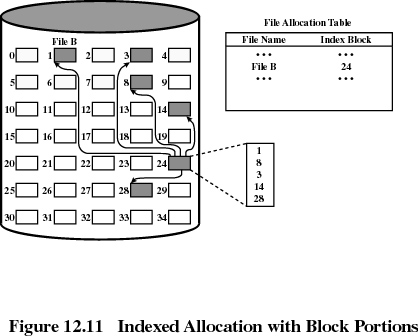 File Allocation Table
File Name Index Block
••• •••
File B 24
••• •••
File B
0 1 2 3 4
5 6 7 8 9
10 11 12 13 14
15 16 17 18 19
20 21 22 23 24
25 26 27 28 29
30 31 32 33 34
1
8
3
14
28
Figure 12.11 Indexed Allocation with Block Portions